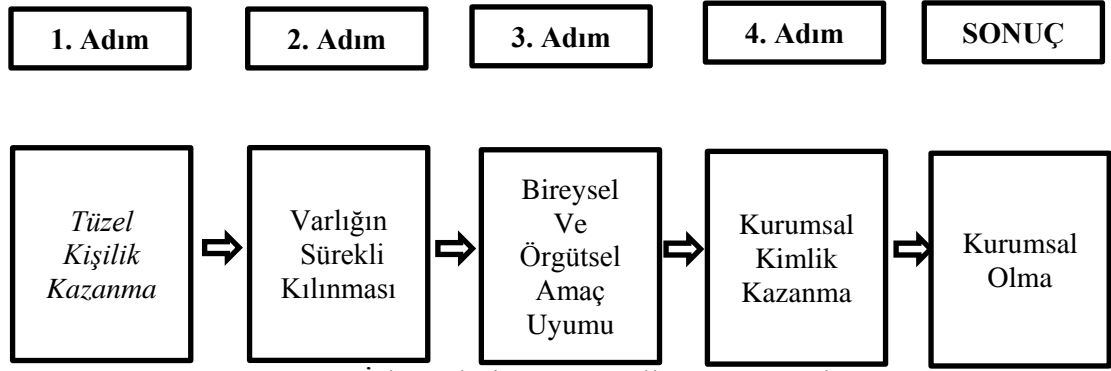 1. Adım
2. Adım
3. Adım
4. Adım
SONUÇ
Tüzel
Kişilik
Kazanma
Varlığın
Sürekli
Kılınması
Bireysel
Ve
Örgütsel
Amaç
Uyumu
Kurumsal
Kimlik
Kazanma
Kurumsal
Olma